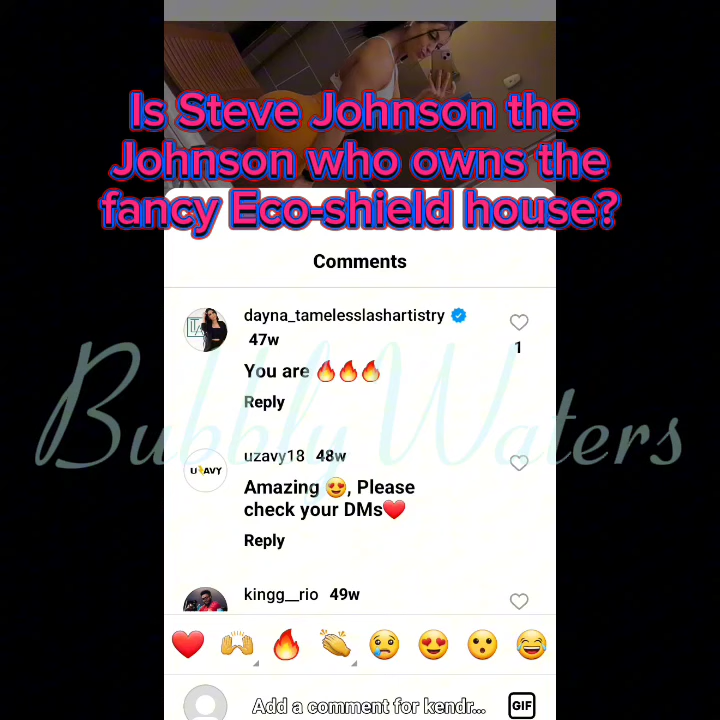 Is Steve Johnson the
Johnson who owns the
fancy Eco-shield house?
Comments
dayna_tamelesslashartistry
47w
1
You are 🔥🔥🔥
Reply
Bubbly Waters
uzavy18 48w
UZAVY
Amazing 😍, Please
check your DMs❤️
Reply
kingg__rio 49w
Add a comment for kendr...
GIF